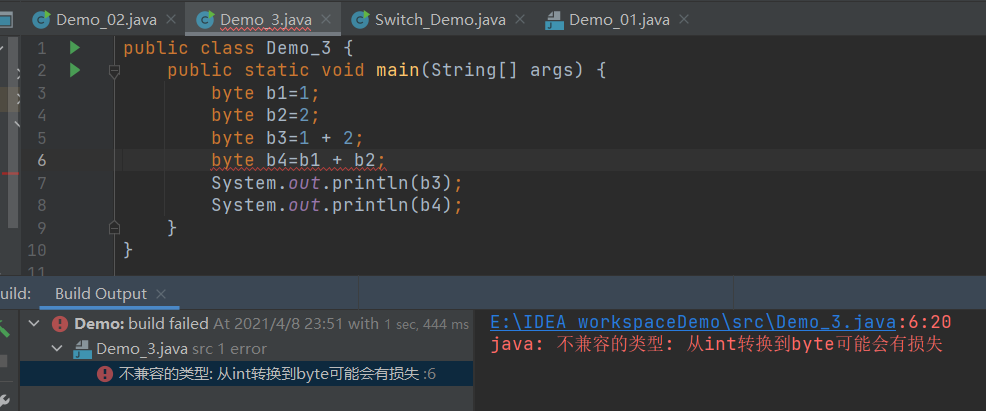 Demo_02.java Demo_3.java Switch_Demo.java Demo_01.java
1 public class Demo_3 {
2 public static void main(String[] args) {
3 byte b1=1;
4 byte b2=2;
5 byte b3=1 + 2;
6 byte b4=b1 + b2;
7 System.out.println(b3);
8 System.out.println(b4);
9 }
10 }
11
uild: Build Output
Demo: build failed At 2021/4/8 23:51 with 1 sec, 444 ms
Demo_3.java src 1 error
不兼容的类型: 从int转换到byte可能会有损失 :6
E:\IDEA_workspaceDemo\src\Demo_3.java:6:20
java: 不兼容的类型: 从int转换到byte可能会有损失